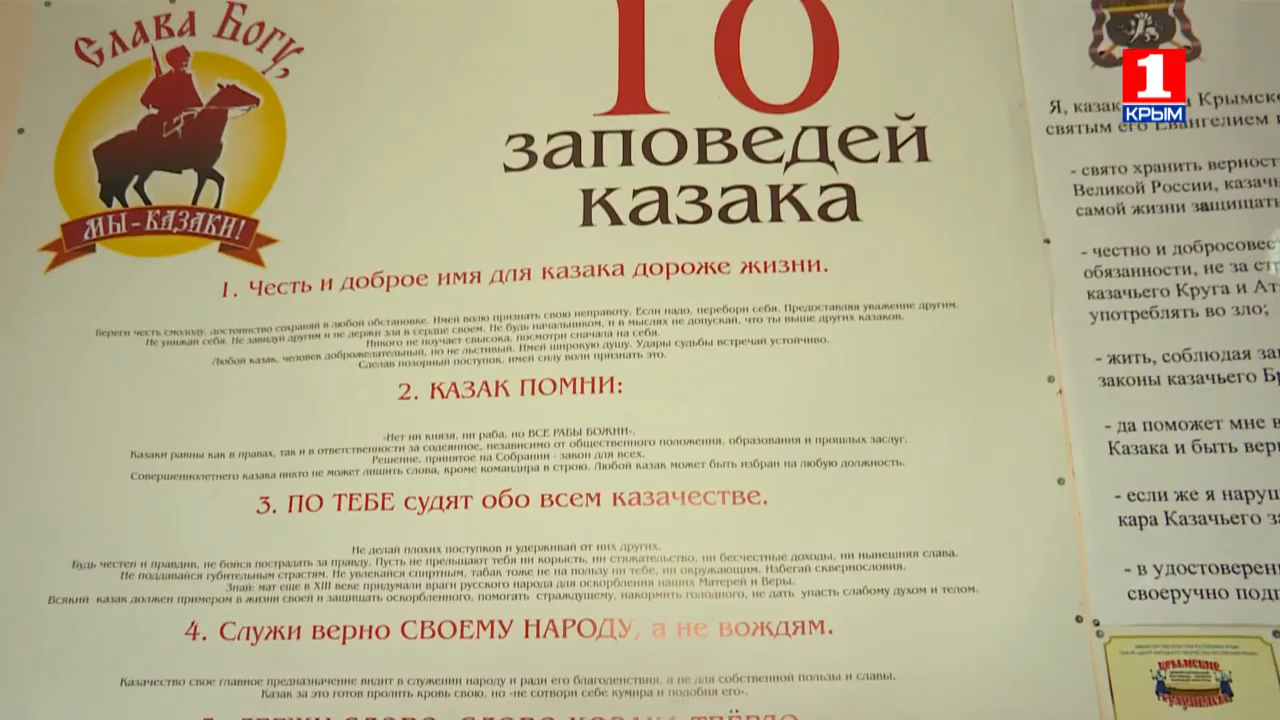 Слава Богу,
МЫ - КАЗАКИ!
10
заповедей
казака
1. Честь и доброе имя для казака дороже жизни.
Береги честь смолоду, достоинство сохраняй в любой обстановке. Имей волю признать свою неправоту. Если надо, перебори себя. Предоставляя уважение другим.
Не унижай себя. Не завидуй другим и не держи зла в сердце своем. Не будь начальником, и в мыслях не допускай, что ты выше других казаков.
Никого не поучает свысока, посмотри сначала на себя.
Любой казак, человек доброжелательный, но не льстивый. Имей широкую душу. Удары судьбы встречай устойчиво.
Сделав позорный поступок, имей силу воли признать это.
2. КАЗАК ПОМНИ:
«Нет ни князя, ни раба, но ВСЕ РАБЫ БОЖИИ».
Казаки равны как в правах, так и в ответственности за содеянное, независимо от общественного положения, образования и прошлых заслуг.
Решение, принятое на Собрании - закон для всех.
Совершеннолетнего казака никто не может лишить слова, кроме командира в строю. Любой казак может быть избран на любую должность.
3. ПО ТЕБЕ судят обо всем казачестве.
Не делай плохих поступков и удерживай от них других.
Будь честен и правдив, не бойся пострадать за правду. Пусть не прельщают тебя ни корысть, ни стяжательство, ни бесчестные доходы, ни нынешняя слава.
Не поддавайся губительным страстям. Не увлекайся спиртным, табак тоже не на пользу ни тебе, ни окружающим. Избегай сквернословия.
Знай: мат еще в XIII веке придумали враги русского народа для оскорбления наших Матерей и Веры.
Всякий казак должен примером в жизни своей и защищать оскорбленного, помогать страждущему, накормить голодного, не дать упасть слабому духом и телом.
4. Служи верно СВОЕМУ НАРОДУ, а не вождям.
Казачество свое главное предназначение видит в служении народу и ради его благоденствия, а не для собственной пользы и славы.
Казак за это готов пролить кровь свою, но «не сотвори себе кумира и подобия его».
1
КРЫМ
Я, казак Крымск
святым его Евангелием
- свято хранить верност
Великой России, казачь
самой жизни защищать
- честно и добросовес
обязанности, не за
казачьего Круга и Ат
употреблять во зло;
- жить, соблюдая за
законы казачьего Б
- да поможет мне в
Казака и быть вер
- если же я наруш
кара Казачьего за
- в удостоверен
своеручно подп
КРЫМСКИЕ